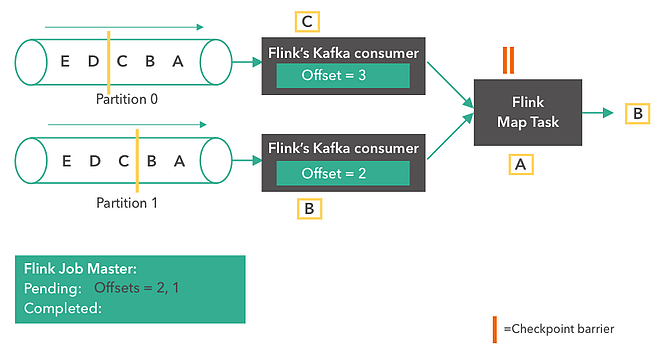 C
E D C B A
Flink's Kafka consumer
Offset = 3
Partition 0
Flink
Map Task
B
E D C B A
Flink's Kafka consumer
Offset = 2
A
Partition 1
B
Flink Job Master:
Pending: Offsets = 2, 1
Completed:
=Checkpoint barrier